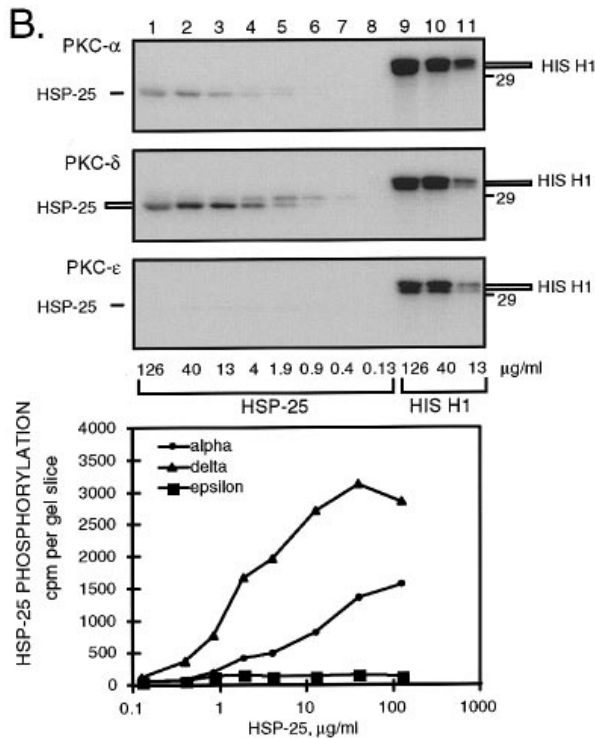 B.
1 2 3 4 5 6 7 8 9 10 11
PKC-α
HIS H1
29
HSP-25
PKC-δ
HIS H1
29
HSP-25
PKC-ε
HIS H1
29
HSP-25
126 40 13 4 1.9 0.9 0.4 0.13 126 40 13 μg/ml
HSP-25 HIS H1
HSP-25 PHOSPHORYLATION
cpm per gel slice
4000
3500
3000
2500
2000
1500
1000
500
0
alpha
delta
epsilon
0.1 1 10 100 1000
HSP-25, μg/ml